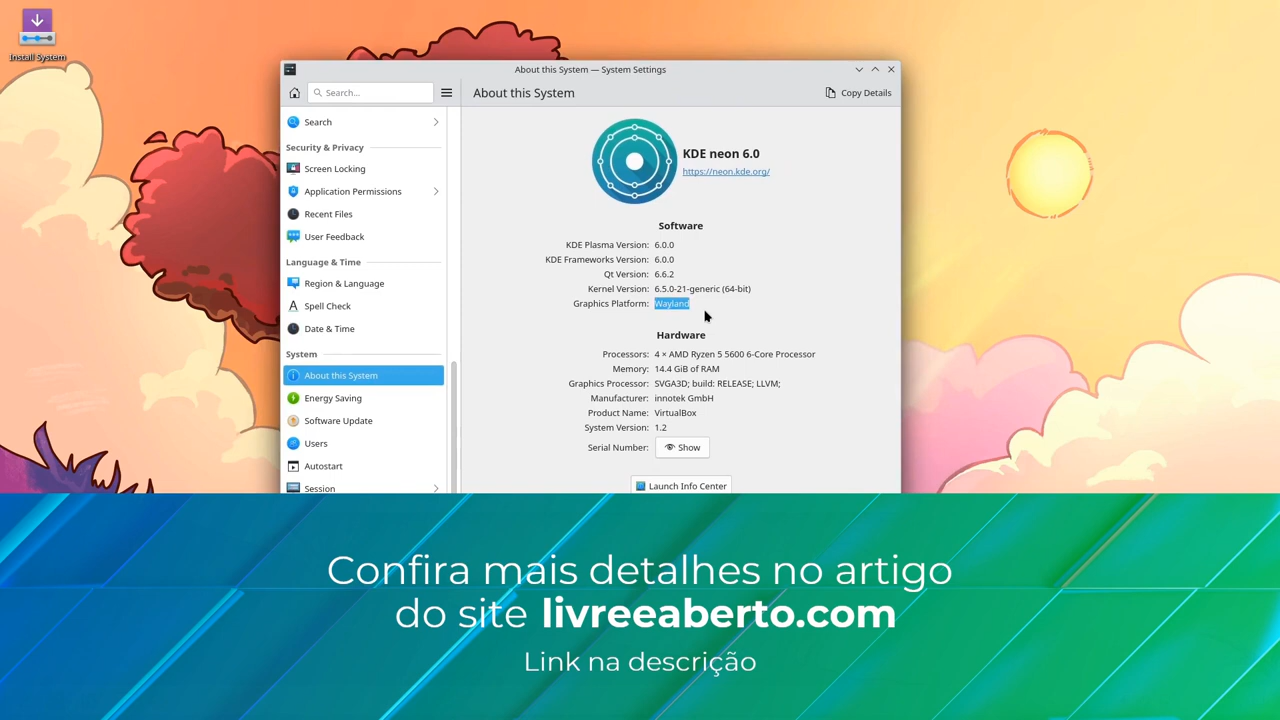 Install System
About this System — System Settings
Search...
About this System
Copy Details
Search
Security & Privacy
Screen Locking
Application Permissions
Recent Files
User Feedback
Language & Time
Region & Language
Spell Check
Date & Time
System
About this System
Energy Saving
Software Update
Users
Autostart
Session
KDE neon 6.0
https://neon.kde.org/
Software
KDE Plasma Version: 6.0.0
KDE Frameworks Version: 6.0.0
Qt Version: 6.6.2
Kernel Version: 6.5.0-21-generic (64-bit)
Graphics Platform: Wayland
Hardware
Processors: 4 × AMD Ryzen 5 5600 6-Core Processor
Memory: 14.4 GiB of RAM
Graphics Processor: SVGA3D; build: RELEASE; LLVM;
Manufacturer: innotek GmbH
Product Name: VirtualBox
System Version: 1.2
Serial Number: Show
Launch Info Center
Confira mais detalhes no artigo
do site livreeaberto.com
Link na descrição